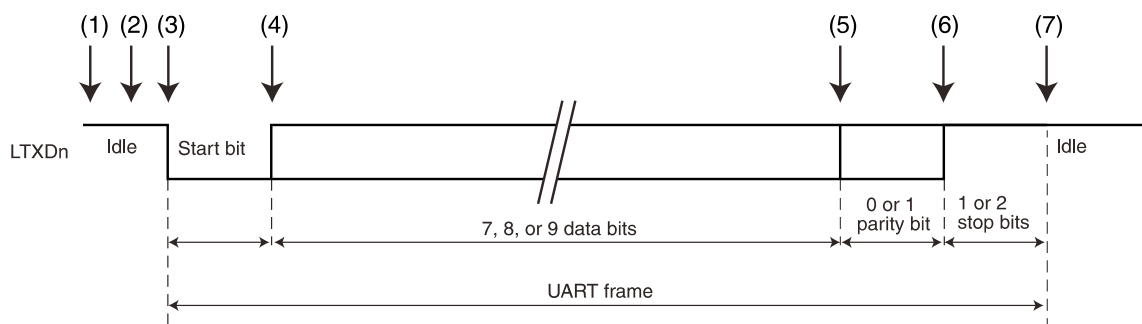 (1) (2) (3) (4) (5) (6) (7)
LTXDn
Idle
Start bit
Idle
7, 8, or 9 data bits
0 or 1
parity bit
1 or 2
stop bits
UART frame